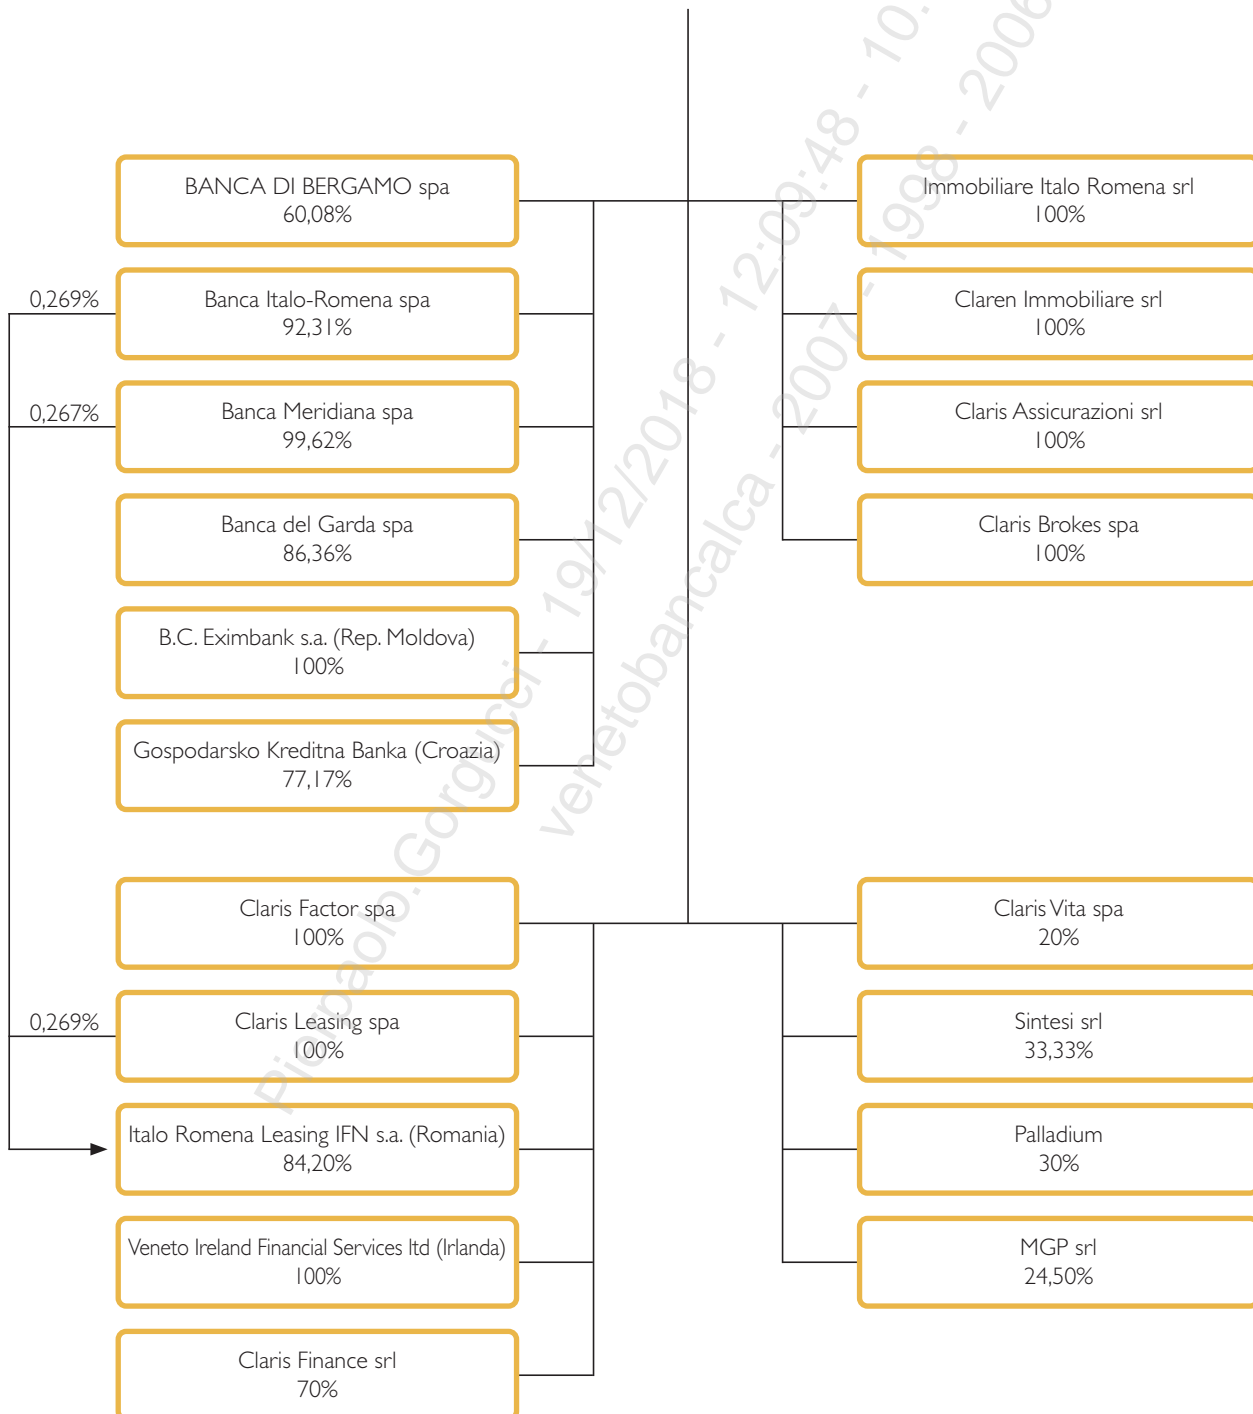 BANCA DI BERGAMO spa
60,08%
0,269%
Banca Italo-Romena spa
92,31%
0,267%
Banca Meridiana spa
99,62%
Banca del Garda spa
86,36%
B.C. Eximbank s.a. (Rep. Moldova)
100%
Gospodarsko Kreditna Banka (Croazia)
77,17%
Immobiliare Italo Romena srl
100%
Claren Immobiliare srl
100%
Claris Assicurazioni srl
100%
Claris Brokes spa
100%
Claris Factor spa
100%
0,269%
Claris Leasing spa
100%
Italo Romena Leasing IFN s.a. (Romania)
84,20%
Veneto Ireland Financial Services ltd (Irlanda)
100%
Claris Finance srl
70%
Claris Vita spa
20%
Sintesi srl
33,33%
Palladium
30%
MGP srl
24,50%
Pierpaolo.Gorgucci - 19/12/2018 - 12:09:48 - 10.
venetobancalca - 2007 - 1998 - 2006